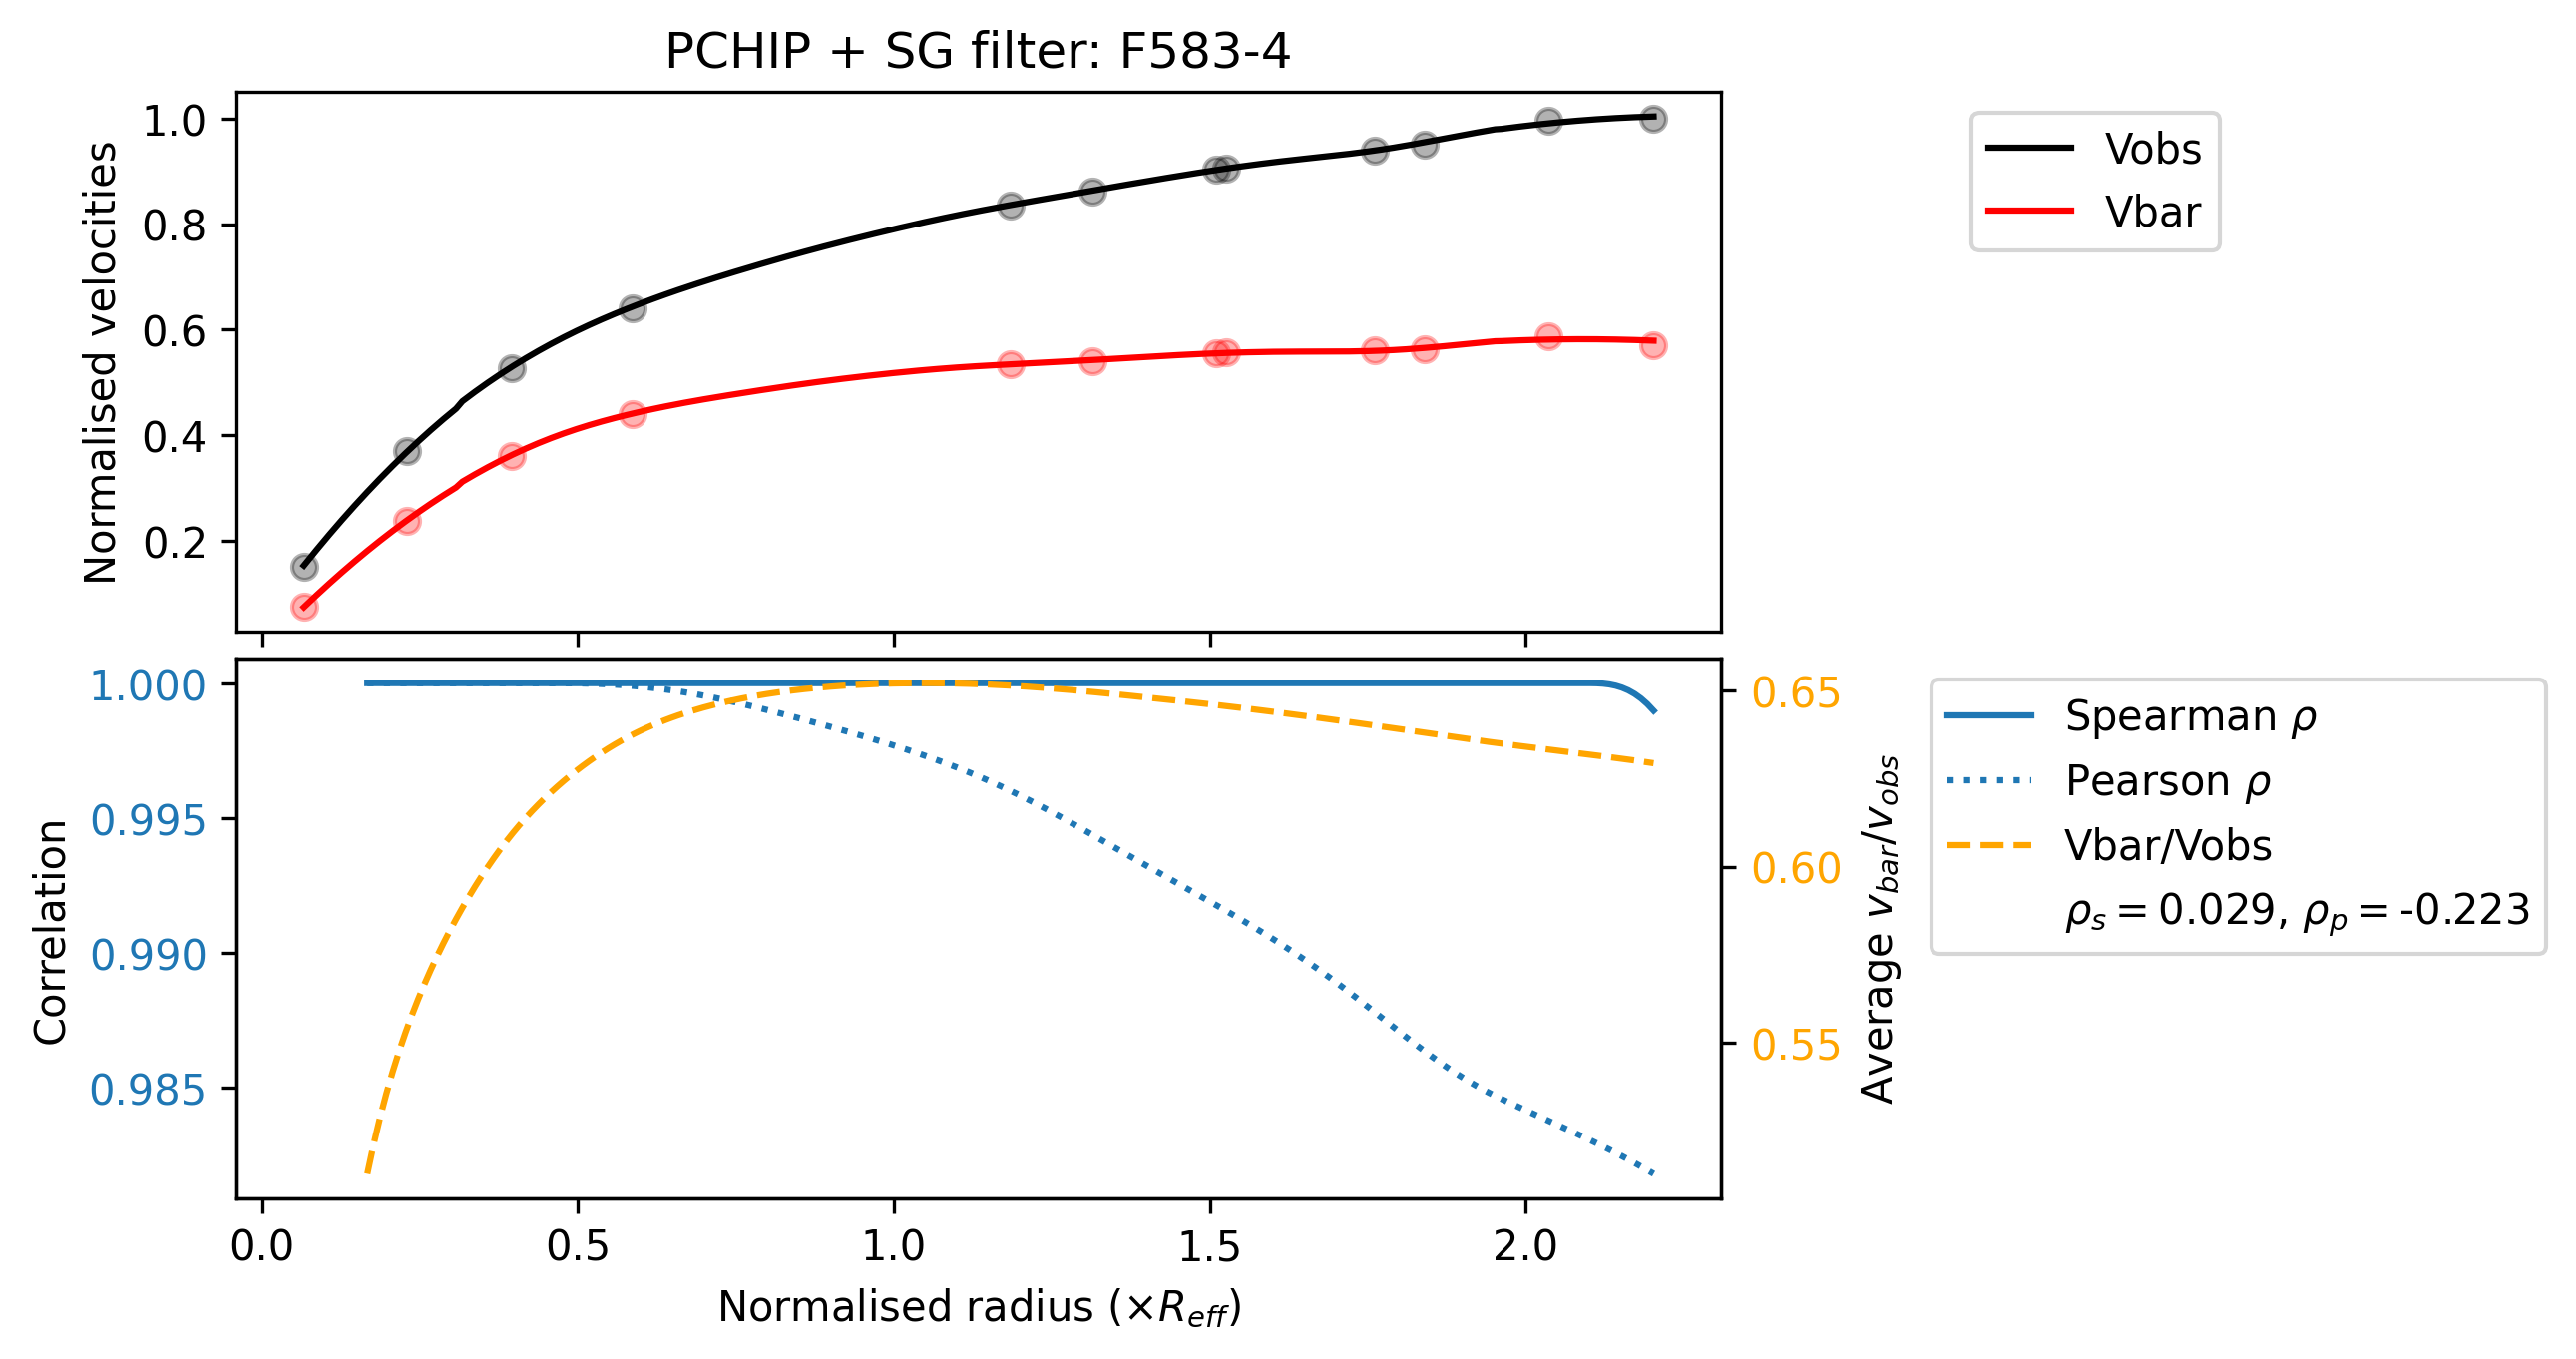 PCHIP + SG filter: F583-4
Normalised velocities
1.0
0.8
0.6
0.4
0.2
Vobs
Vbar
Correlation
1.000
0.995
0.990
0.985
0.65
0.60
0.55
Average v_bar/v_obs
Spearman ρ
Pearson ρ
Vbar/Vobs
ρ_s = 0.029, ρ_p = -0.223
0.0 0.5 1.0 1.5 2.0
Normalised radius (×R_eff)